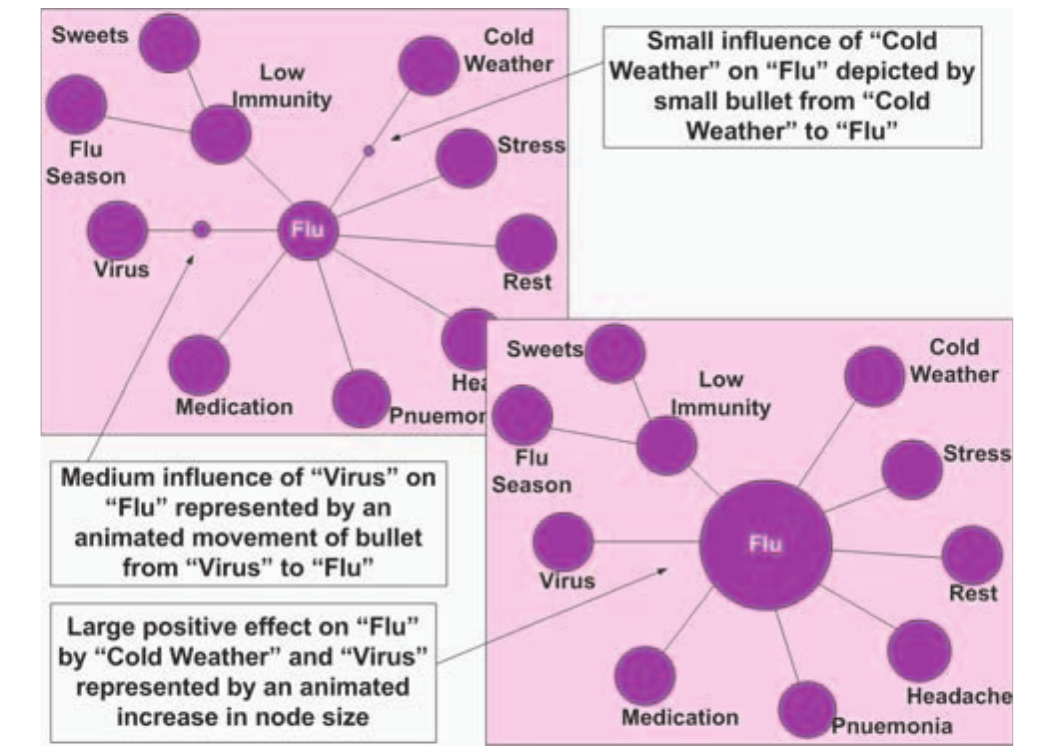 Sweets
Cold
Weather
Low
Immunity
Flu
Season
Stress
Flu
Virus
Rest
Medication
Hea
Pnuemor
Small influence of “Cold
Weather” on “Flu” depicted by
small bullet from “Cold
Weather” to “Flu”
Medium influence of “Virus” on
“Flu” represented by an
animated movement of bullet
from “Virus” to “Flu”
Large positive effect on “Flu”
by “Cold Weather” and “Virus”
represented by an animated
increase in node size
Sweets
Cold
Weather
Low
Immunity
Flu
Season
Stress
Flu
Virus
Rest
Headache
Medication
Pnuemonia